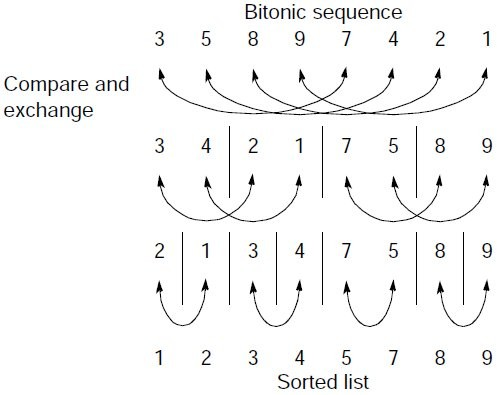 Bitonic sequence
3 5 8 9 7 4 2 1
Compare and
exchange
3 4 2 1 7 5 8 9
2 1 3 4 7 5 8 9
1 2 3 4 5 7 8 9
Sorted list